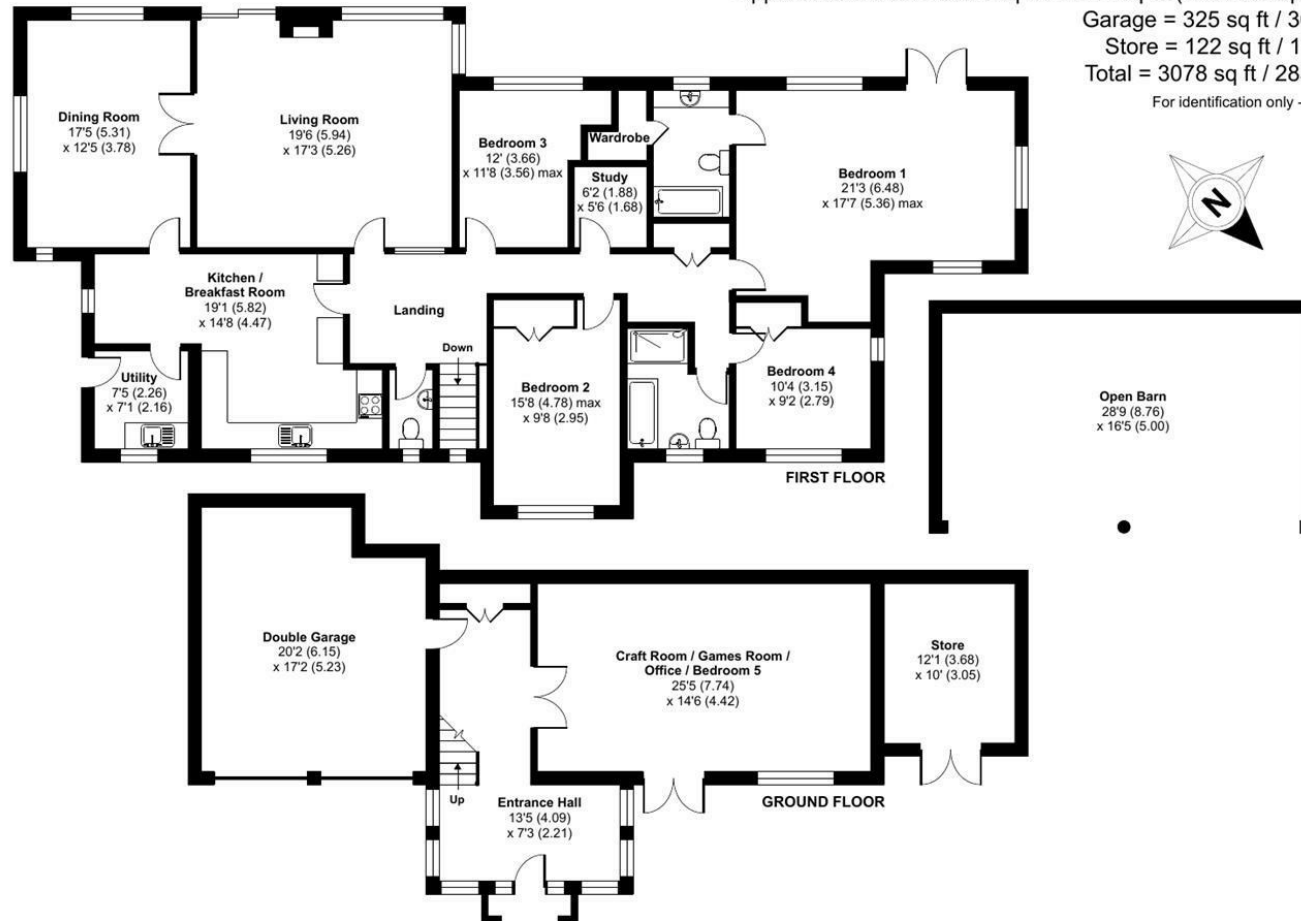 Garage = 325 sq ft / 3
Store = 122 sq ft / 1
Total = 3078 sq ft / 28
For identification only -
N
Dining Room
17'5 (5.31)
x 12'5 (3.78)
Living Room
19'6 (5.94)
x 17'3 (5.26)
Bedroom 3
12' (3.66)
x 11'8 (3.56) max
Wardrobe
Study
6'2 (1.88)
x 5'6 (1.68)
Bedroom 1
21'3 (6.48)
x 17'7 (5.36) max
Kitchen /
Breakfast Room
19'1 (5.82)
x 14'8 (4.47)
Landing
Down
Utility
7'5 (2.26)
x 7'1 (2.16)
Bedroom 2
15'8 (4.78) max
x 9'8 (2.95)
Bedroom 4
10'4 (3.15)
x 9'2 (2.79)
FIRST FLOOR
Open Barn
28'9 (8.76)
x 16'5 (5.00)
Double Garage
20'2 (6.15)
x 17'2 (5.23)
Craft Room / Games Room /
Office / Bedroom 5
25'5 (7.74)
x 14'6 (4.42)
Store
12'1 (3.68)
x 10' (3.05)
Up
Entrance Hall
13'5 (4.09)
x 7'3 (2.21)
GROUND FLOOR